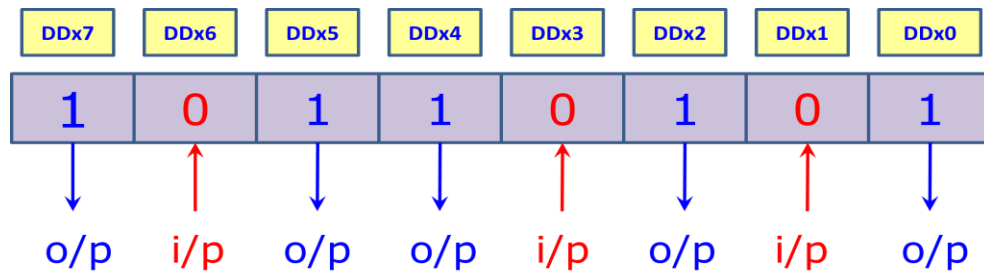 DDx7 DDx6 DDx5 DDx4 DDx3 DDx2 DDx1 DDx0
1 0 1 1 0 1 0 1
o/p i/p o/p o/p i/p o/p i/p o/p